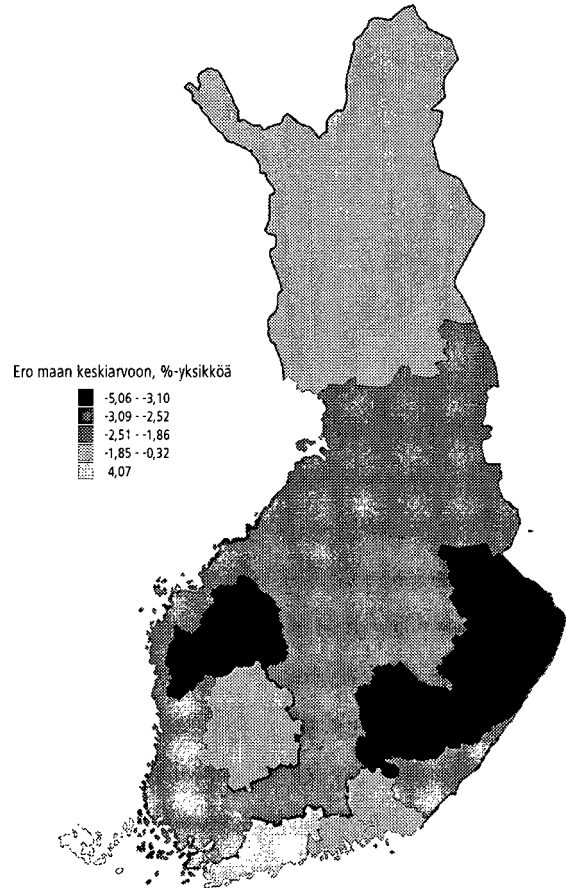 Ero maan keskiarvoon, %-yksikköä
-5,06 - -3,10
-3,09 - -2,52
-2,51 - -1,86
-1,85 - -0,32
4,07